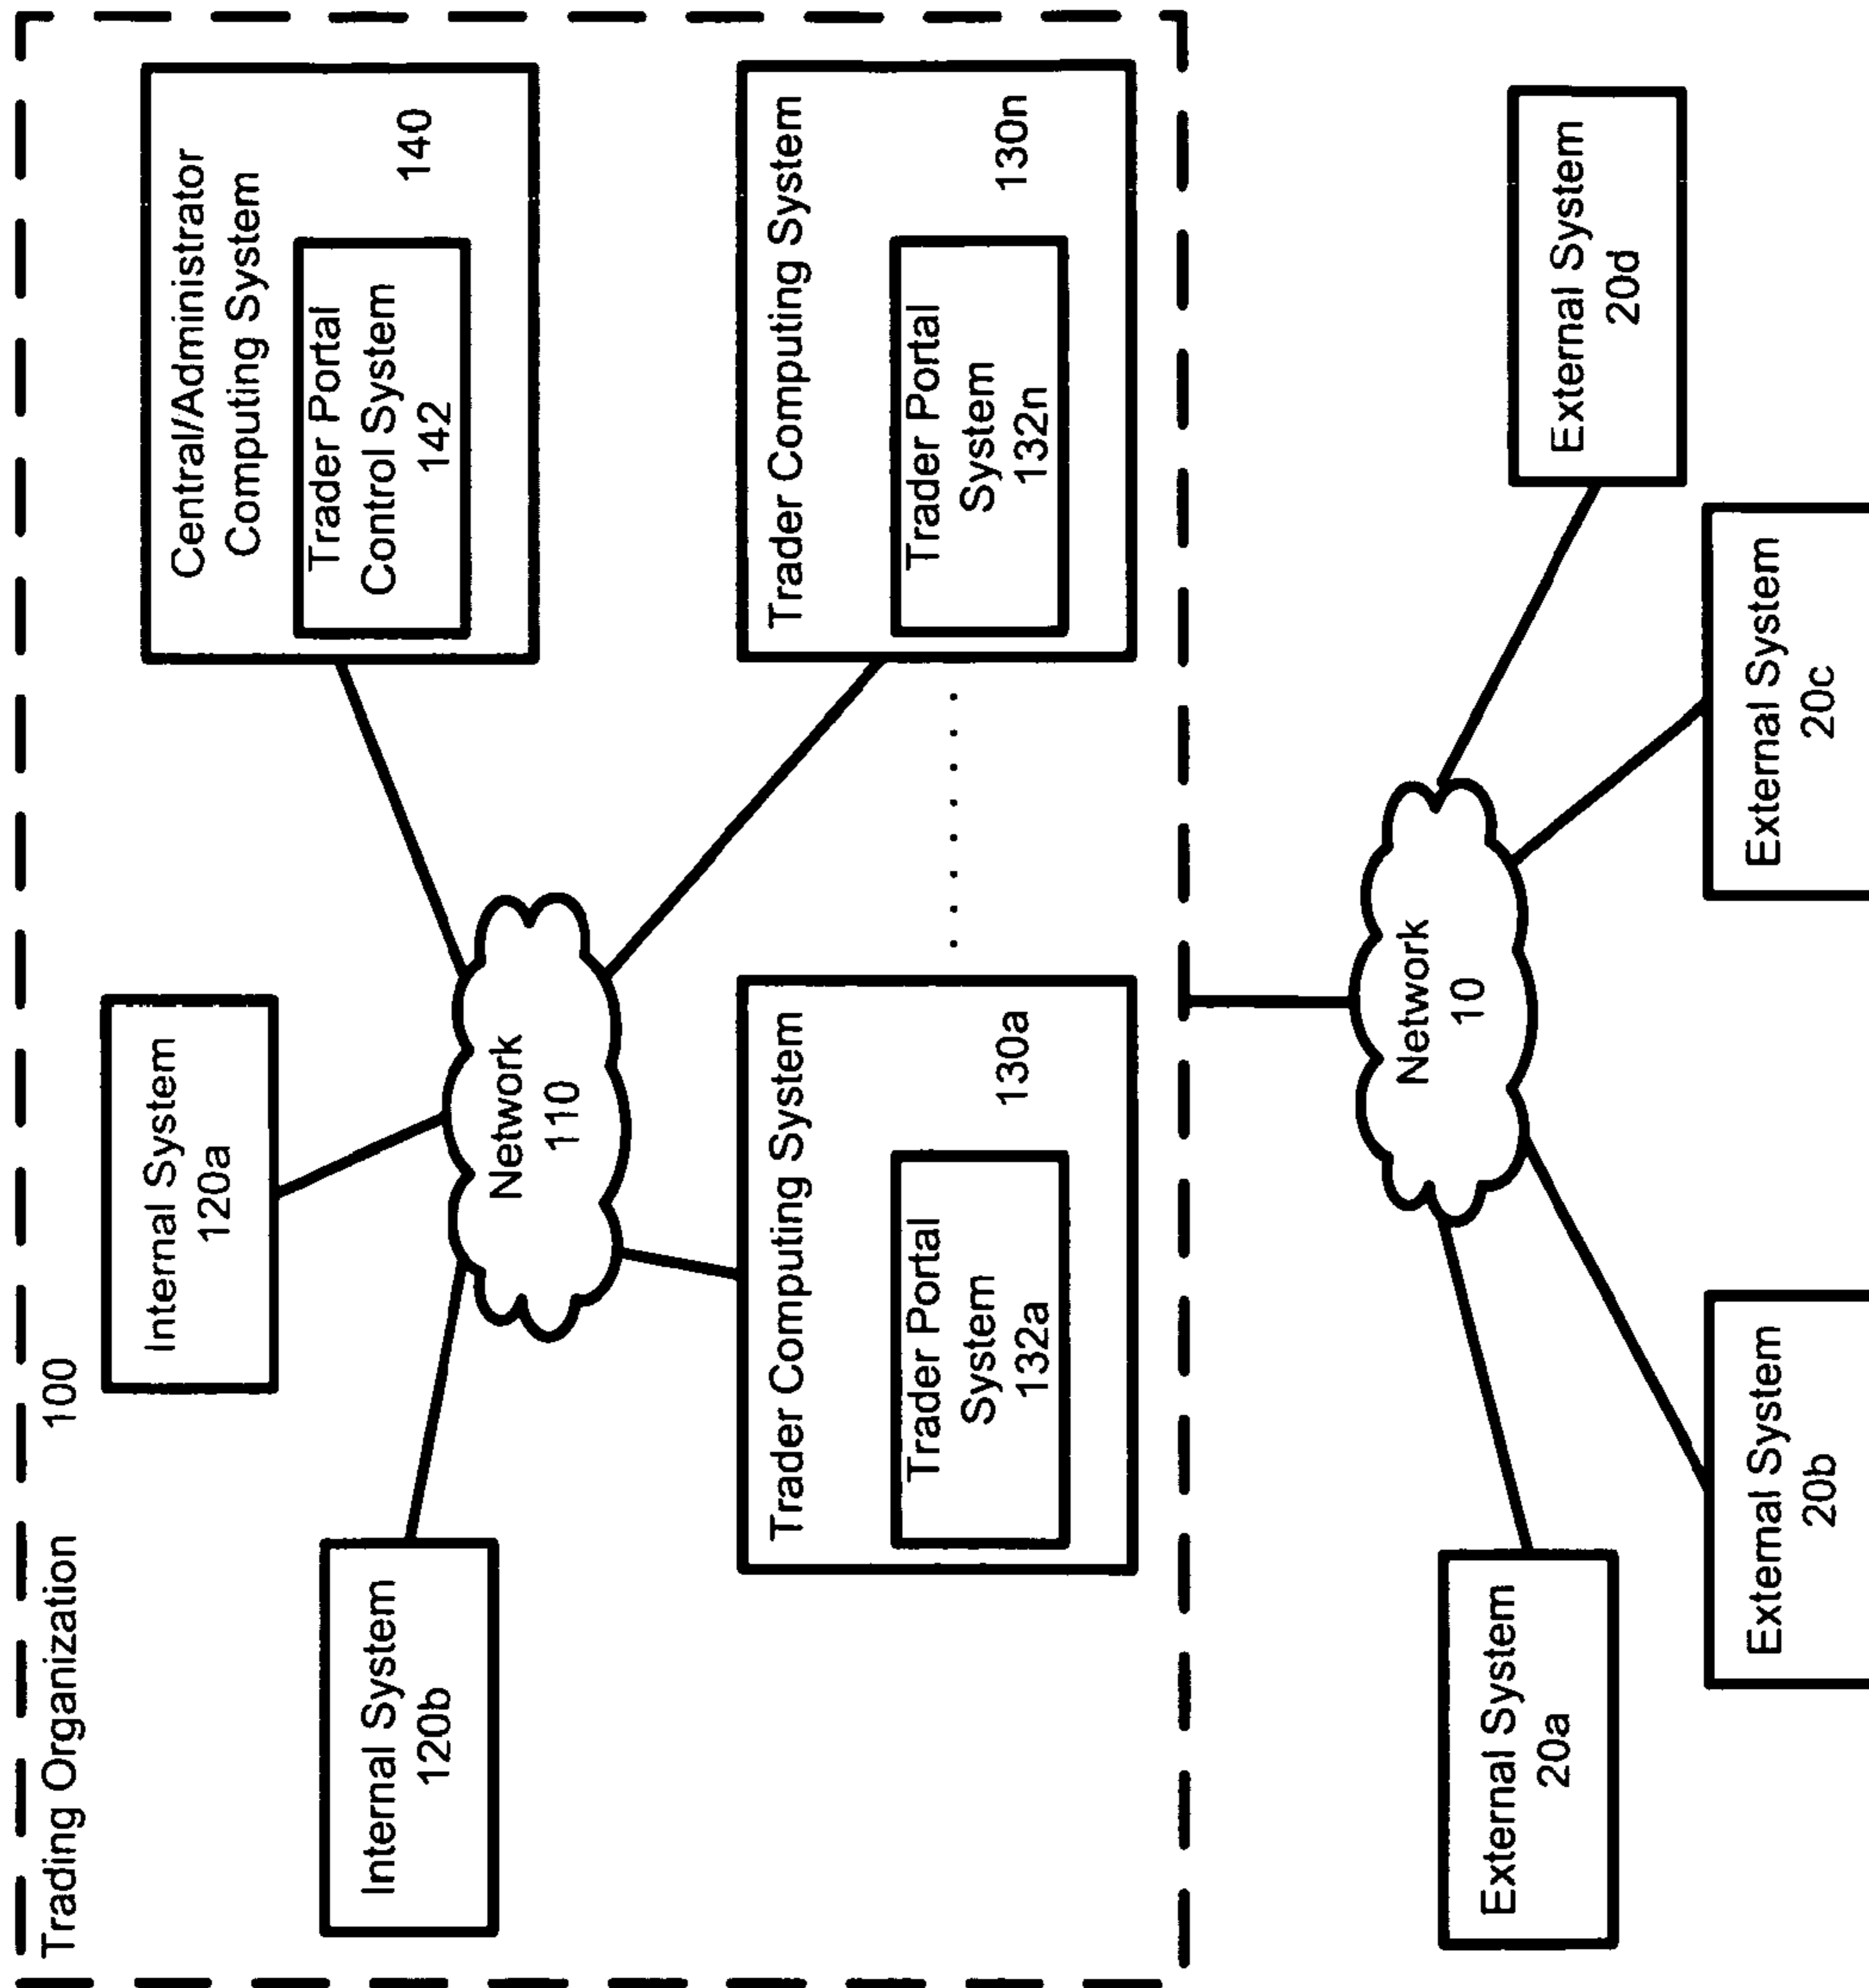 Trading Organization 100
Internal System
120a
Internal System
120b
Central/Administrator
Computing System
140
Trader Portal
Control System
142
Network
110
Trader Computing System
130a
Trader Portal
System
132a
. . . . . . . .
Trader Computing System
130n
Trader Portal
System
132n
Network
10
External System
20a
External System
20b
External System
20c
External System
20d